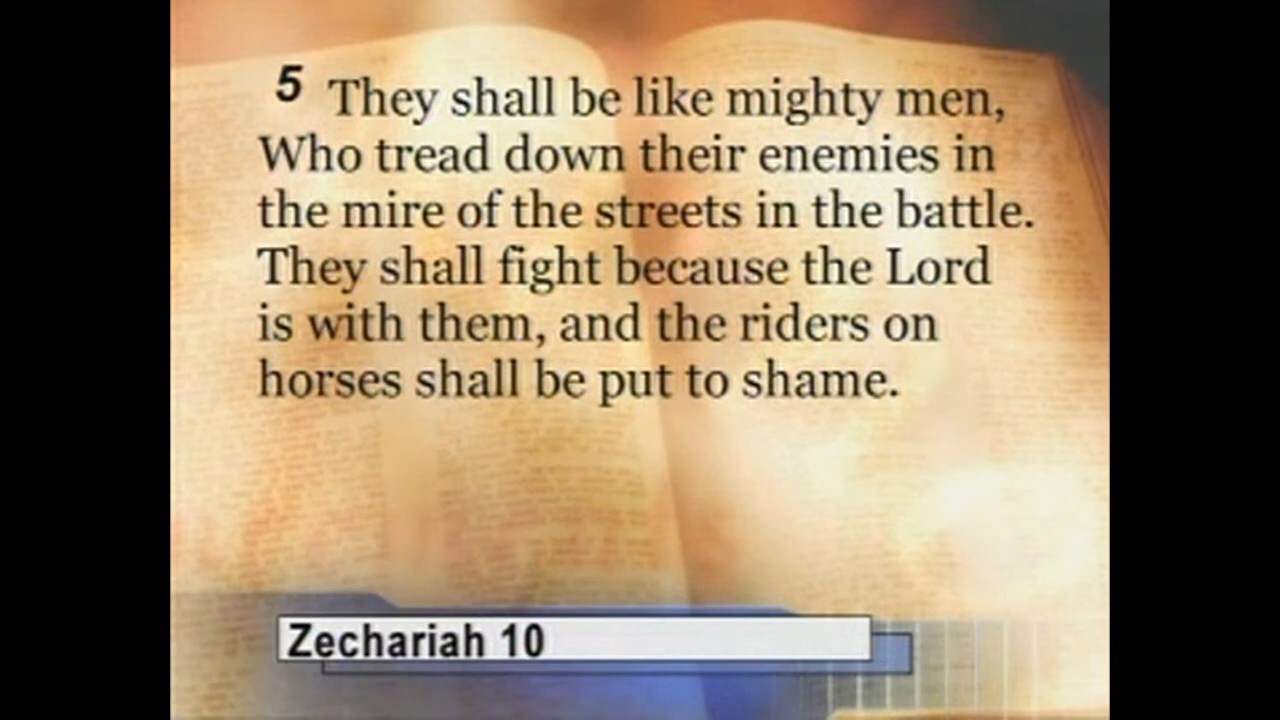 5 They shall be like mighty men,
Who tread down their enemies in
the mire of the streets in the battle.
They shall fight because the Lord
is with them, and the riders on
horses shall be put to shame.
Zechariah 10